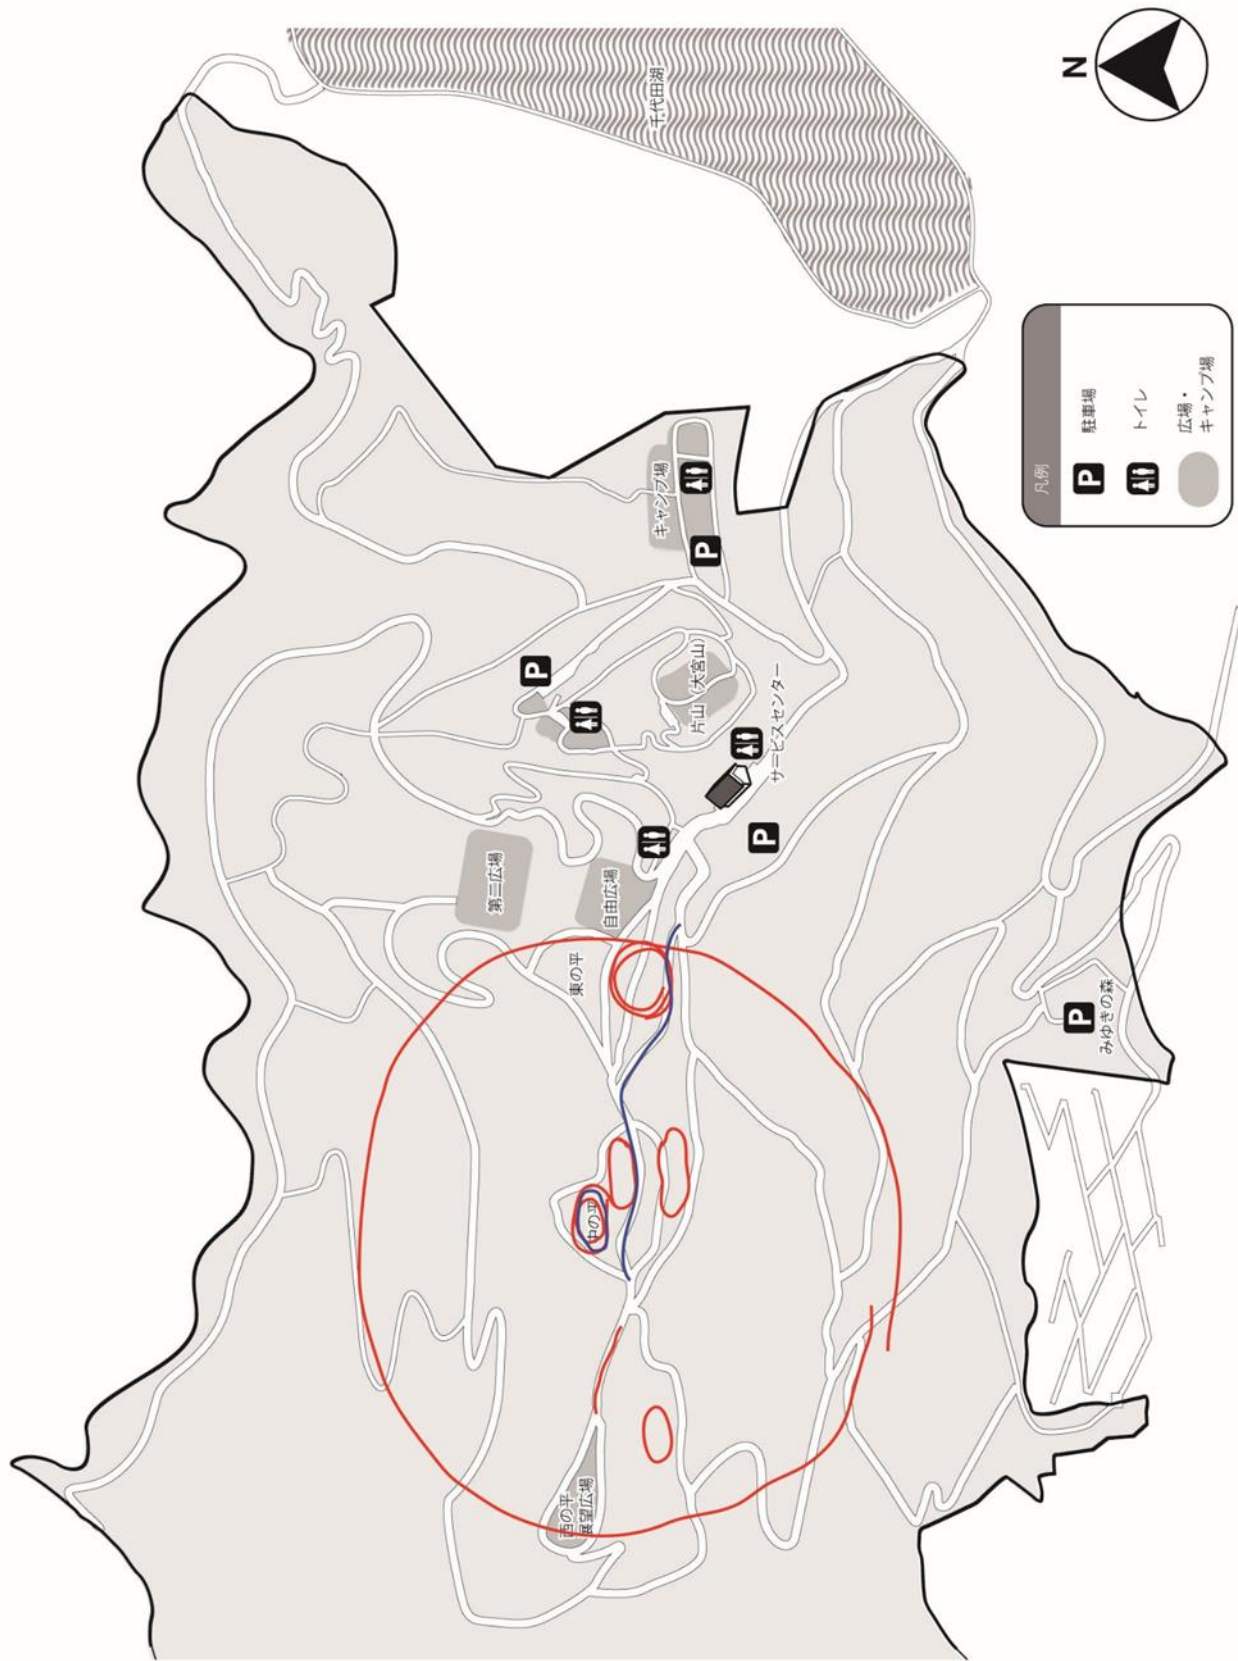 千代田湖
N
キャンプ場
P
P
片山（大宮山）
サービスセンター
P
第二広場
自由広場
東の平
中の平
西の平
展望広場
P
みゆきの森
凡例
P 駐車場
トイレ
広場・
キャンプ場